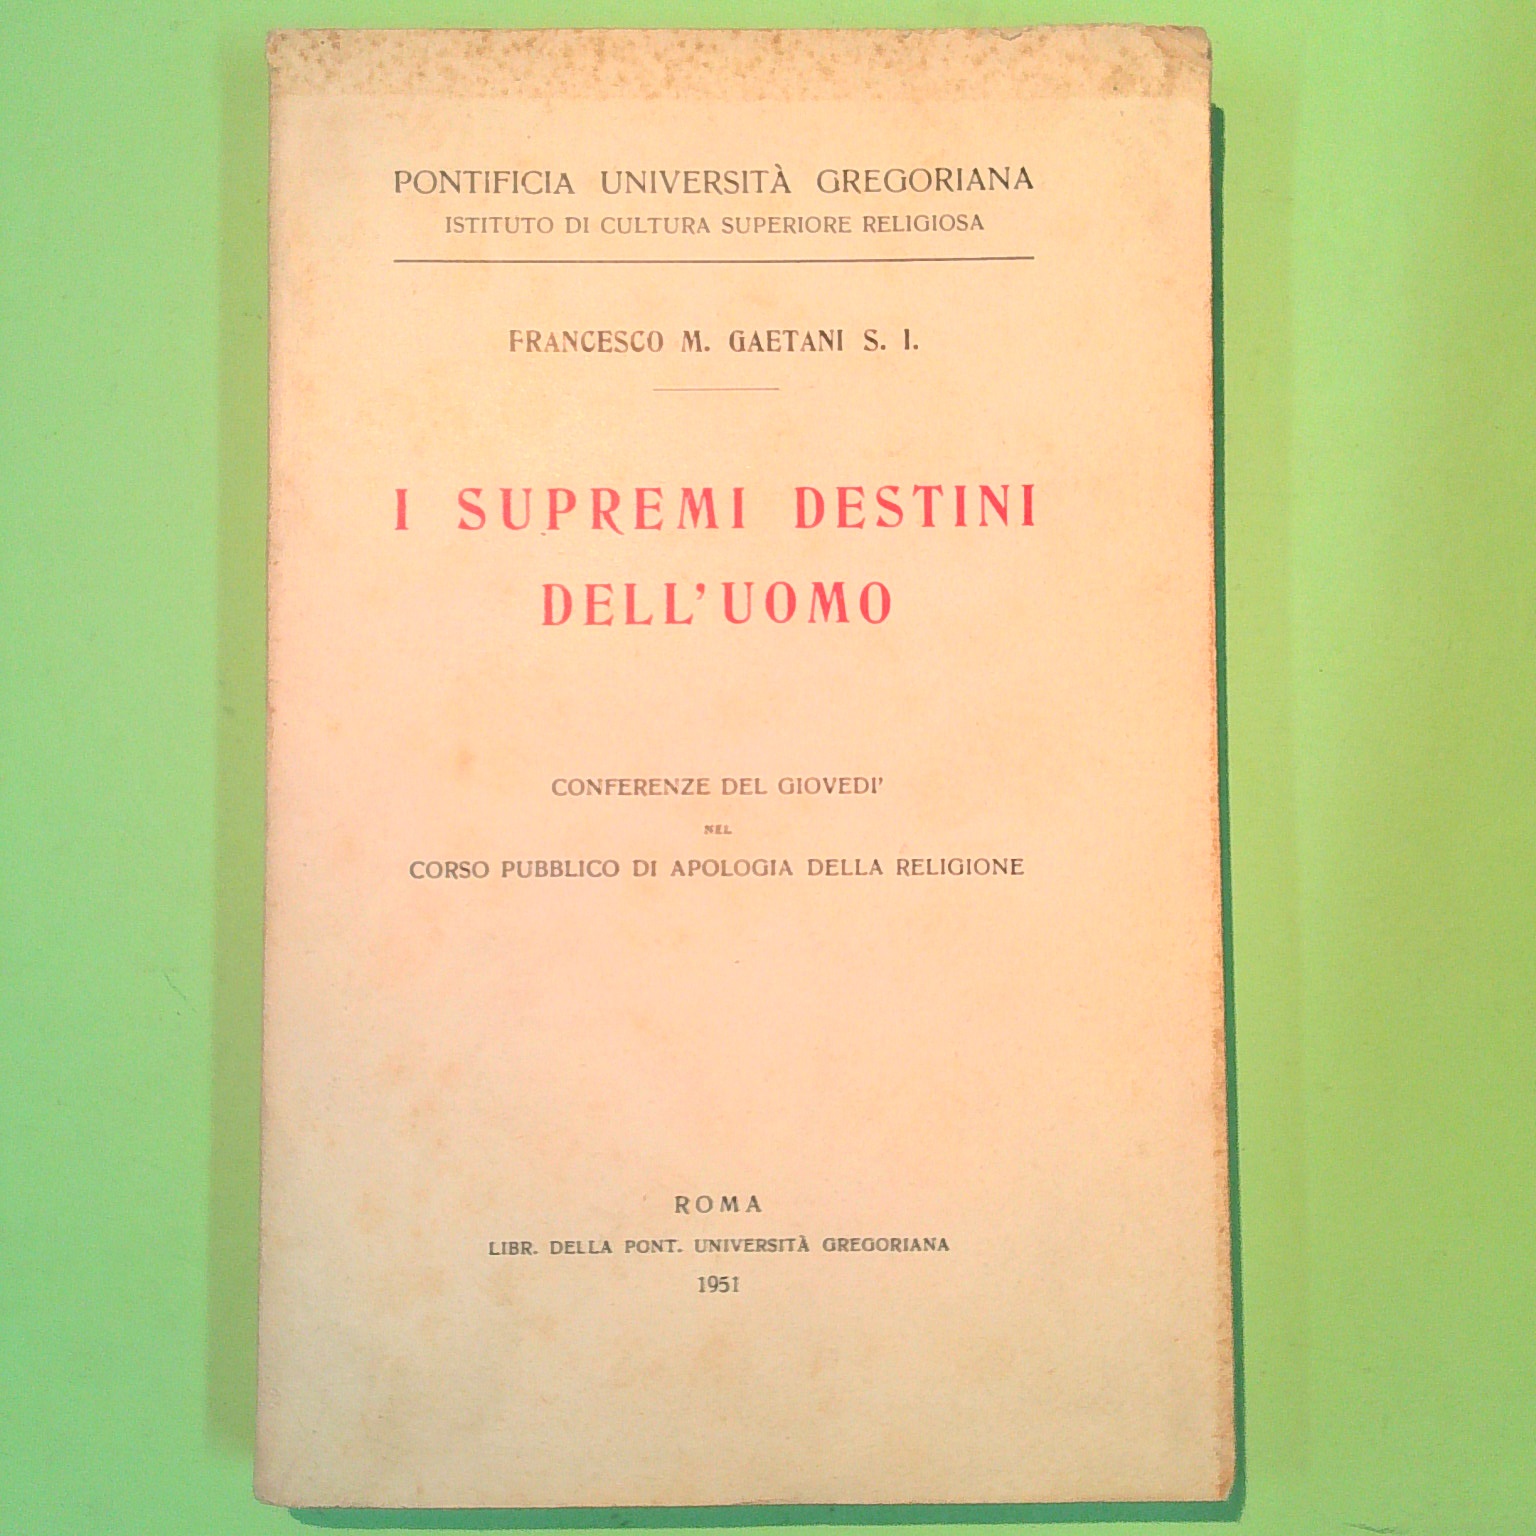 PONTIFICIA UNIVERSITÀ GREGORIANA
ISTITUTO DI CULTURA SUPERIORE RELIGIOSA
FRANCESCO M. GAETANI S. I.
I SUPREMI DESTINI
DELL'UOMO
CONFERENZE DEL GIOVEDI'
NEL
CORSO PUBBLICO DI APOLOGIA DELLA RELIGIONE
ROMA
LIBR. DELLA PONT. UNIVERSITÀ GREGORIANA
1951